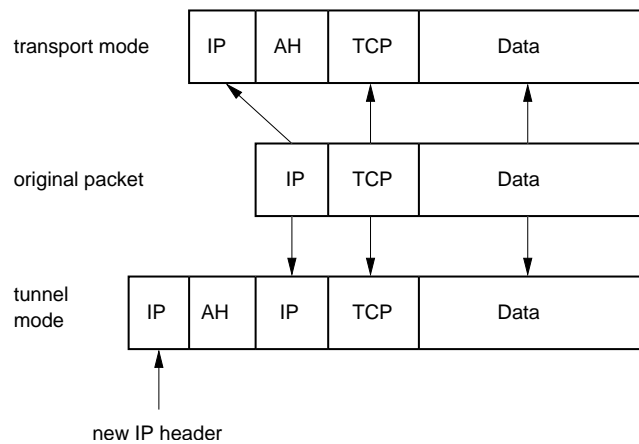 transport mode IP AH TCP Data
original packet IP TCP Data
tunnel
mode IP AH IP TCP Data
new IP header